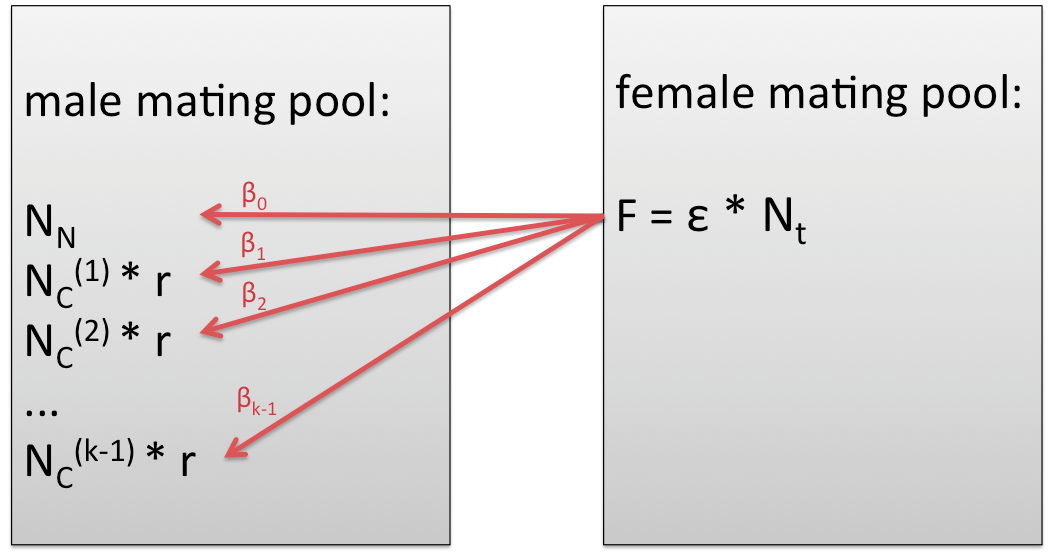 male mating pool:
N_N
N_C^(1) * r
N_C^(2) * r
...
N_C^(k-1) * r
β_0
β_1
β_2
β_k-1
female mating pool:
F = ε * N_t